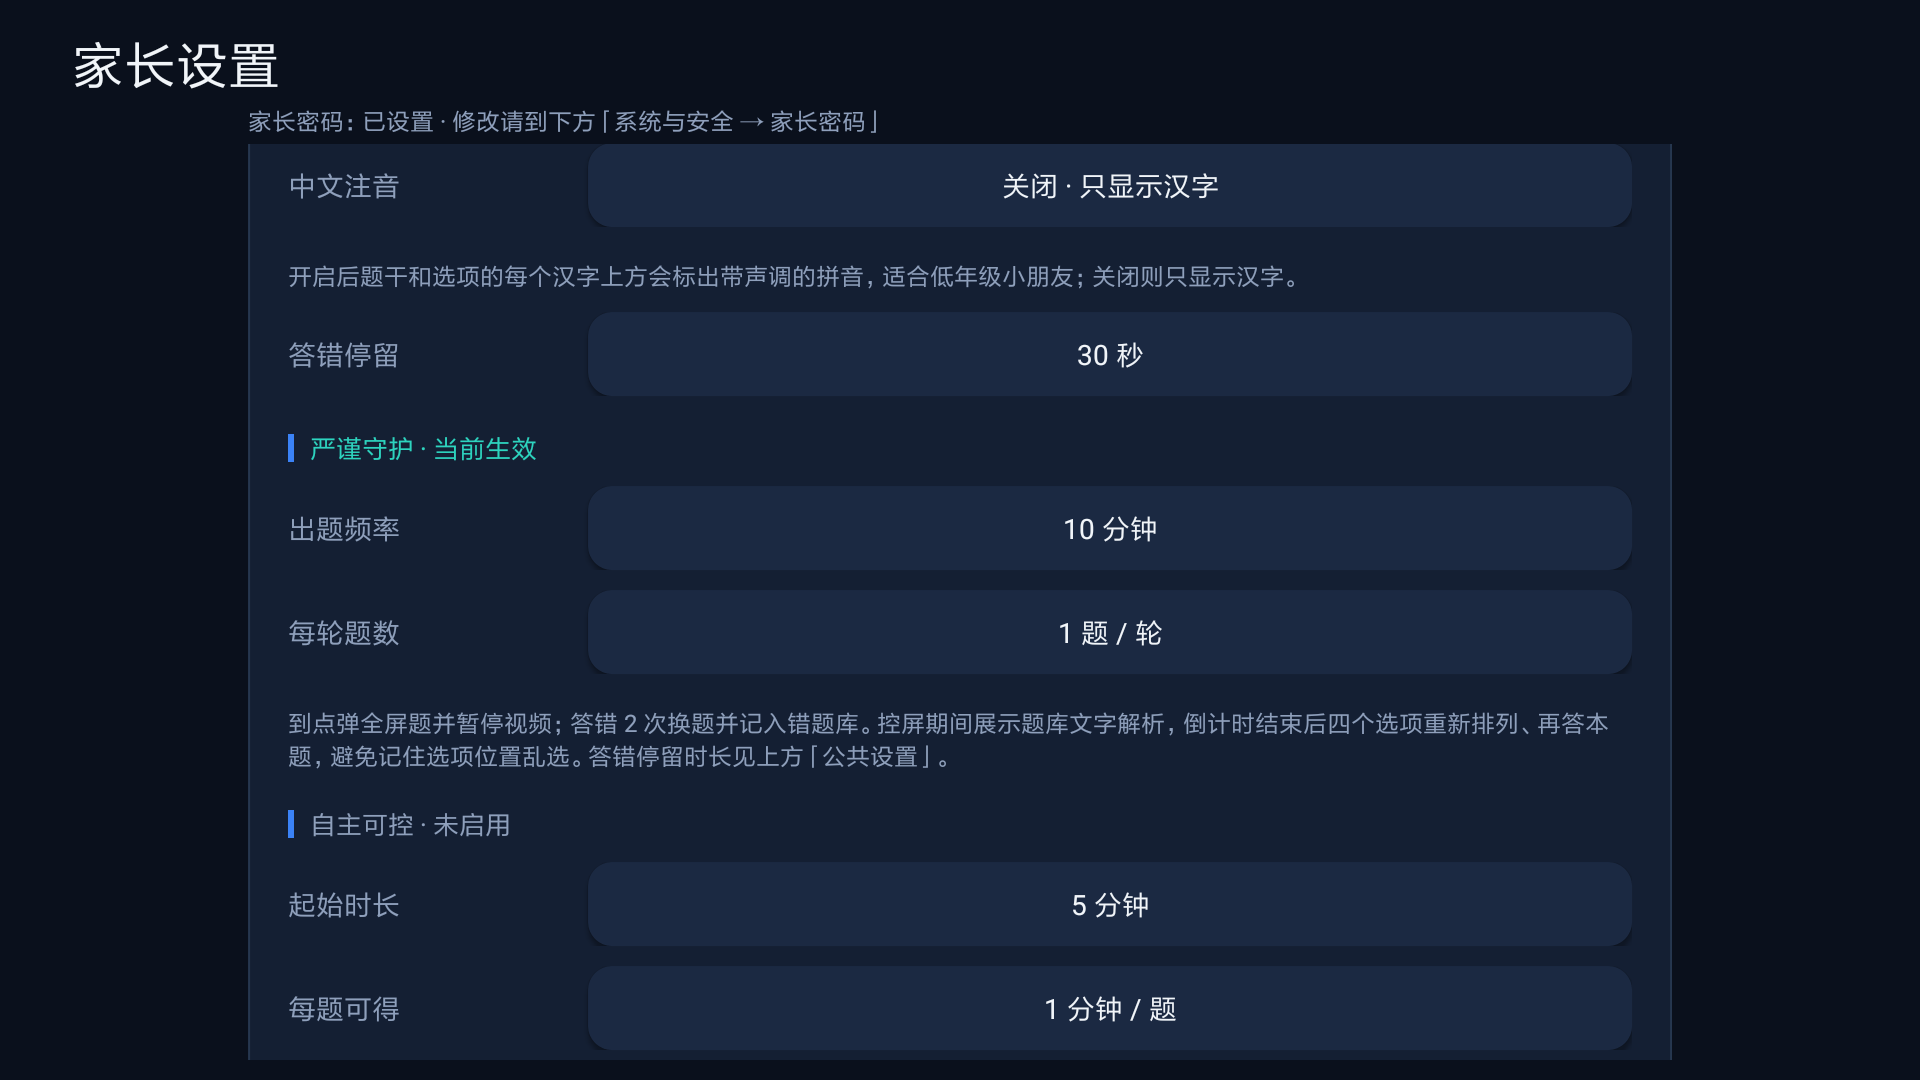 家长设置
家长密码: 已设置 · 修改请到下方「系统与安全 → 家长密码」
中文注音
关闭 · 只显示汉字
开启后题干和选项的每个汉字上方会标出带声调的拼音, 适合低年级小朋友; 关闭则只显示汉字。
答错停留
30 秒
严谨守护 · 当前生效
出题频率
10 分钟
每轮题数
1 题 / 轮
到点弹全屏题并暂停视频; 答错 2 次换题并记入错题库。控屏期间展示题库文字解析, 倒计时结束后四个选项重新排列、再答本
题, 避免记住选项位置乱选。答错停留时长见上方「公共设置」。
自主可控 · 未启用
起始时长
5 分钟
每题可得
1 分钟 / 题